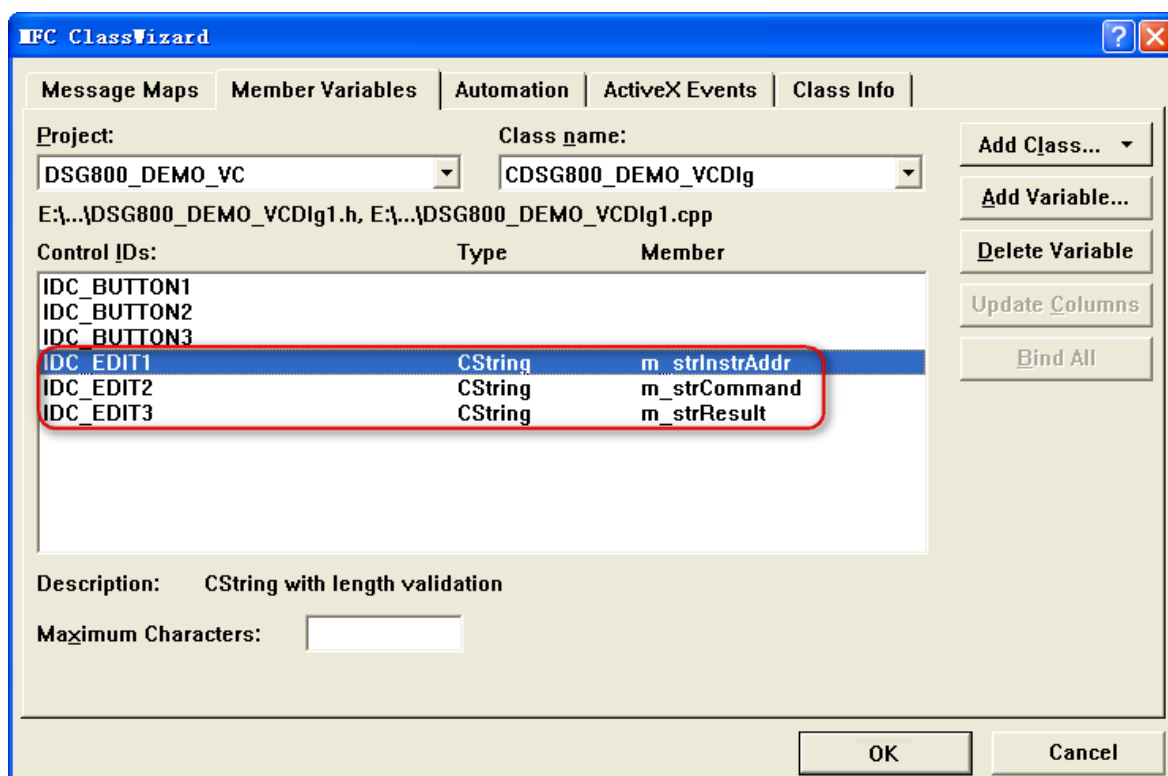 MFC ClassWizard
Message Maps Member Variables Automation ActiveX Events Class Info
Project: Class name:
DSG800_DEMO_VC CDSG800_DEMO_VCDlg
E:\...\DSG800_DEMO_VCDlg1.h, E:\...\DSG800_DEMO_VCDlg1.cpp
Control IDs: Type Member
IDC_BUTTON1
IDC_BUTTON2
IDC_BUTTON3
IDC_EDIT1 CString m_strInstrAddr
IDC_EDIT2 CString m_strCommand
IDC_EDIT3 CString m_strResult
Add Class...
Add Variable...
Delete Variable
Update Columns
Bind All
Description: CString with length validation
Maximum Characters:
OK Cancel